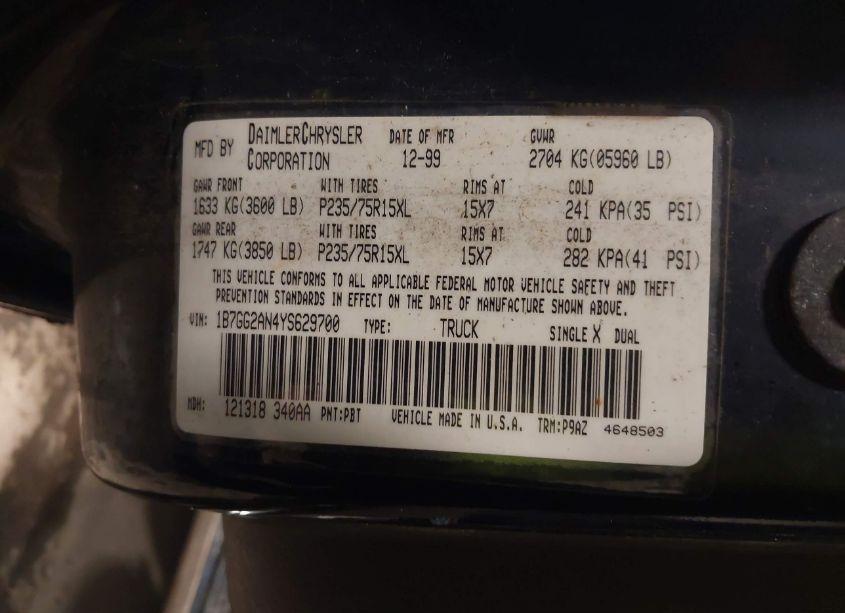 MFD BY DAIMLERCHRYSLER CORPORATION DATE OF MFR 12-99 GVWR 2704 KG(05960 LB)
GAWR FRONT WITH TIRES RIMS AT COLD
1633 KG(3600 LB) P235/75R15XL 15X7 241 KPA(35 PSI)
GAWR REAR WITH TIRES RIMS AT COLD
1747 KG(3850 LB) P235/75R15XL 15X7 282 KPA(41 PSI)
THIS VEHICLE CONFORMS TO ALL APPLICABLE FEDERAL MOTOR VEHICLE SAFETY AND THEFT
PREVENTION STANDARDS IN EFFECT ON THE DATE OF MANUFACTURE SHOWN ABOVE.
VIN: 1B7GG2AN4YS629700 TYPE: TRUCK SINGLE X DUAL
MDH: 121318 340AA PNT:PBT VEHICLE MADE IN U.S.A. TRM:P9AZ 4648503